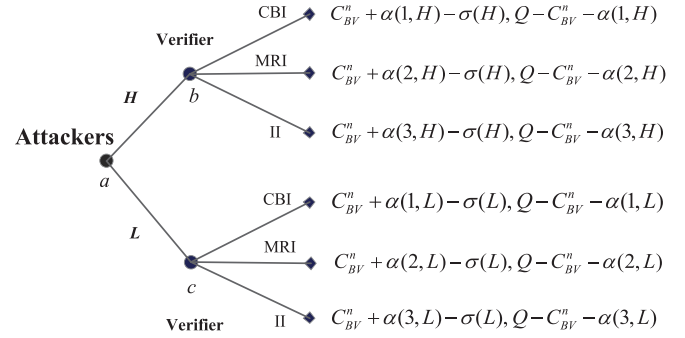 CBI $C_{BV}^{n}+\alpha(1,H)-\sigma(H), Q-C_{BV}^{n}-\alpha(1,H)$
Verifier
MRI $C_{BV}^{n}+\alpha(2,H)-\sigma(H), Q-C_{BV}^{n}-\alpha(2,H)$
H
b
II $C_{BV}^{n}+\alpha(3,H)-\sigma(H), Q-C_{BV}^{n}-\alpha(3,H)$
Attackers
a
CBI $C_{BV}^{n}+\alpha(1,L)-\sigma(L), Q-C_{BV}^{n}-\alpha(1,L)$
L
MRI $C_{BV}^{n}+\alpha(2,L)-\sigma(L), Q-C_{BV}^{n}-\alpha(2,L)$
c
Verifier
II $C_{BV}^{n}+\alpha(3,L)-\sigma(L), Q-C_{BV}^{n}-\alpha(3,L)$